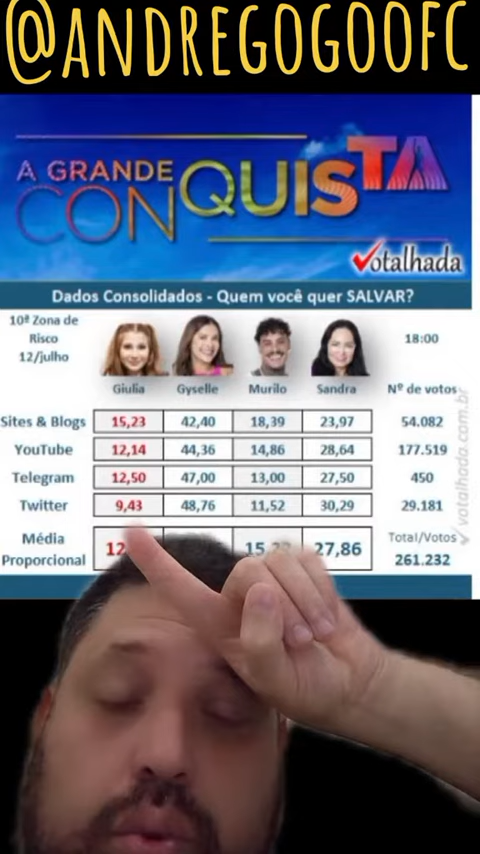 @ANDREGOGOOFC
A GRANDE
CONQUISTA
Votalhada
Dados Consolidados - Quem você quer SALVAR?
10ª Zona de
Risco
12/julho
18:00
Giulia Gyselle Murilo Sandra Nº de votos
Sites & Blogs 15,23 42,40 18,39 23,97 54.082
YouTube 12,14 44,36 14,86 28,64 177.519
Telegram 12,50 47,00 13,00 27,50 450
Twitter 9,43 48,76 11,52 30,29 29.181
Média
Proporcional
27,86
Total/Votos
261.232
votalhada.com.br